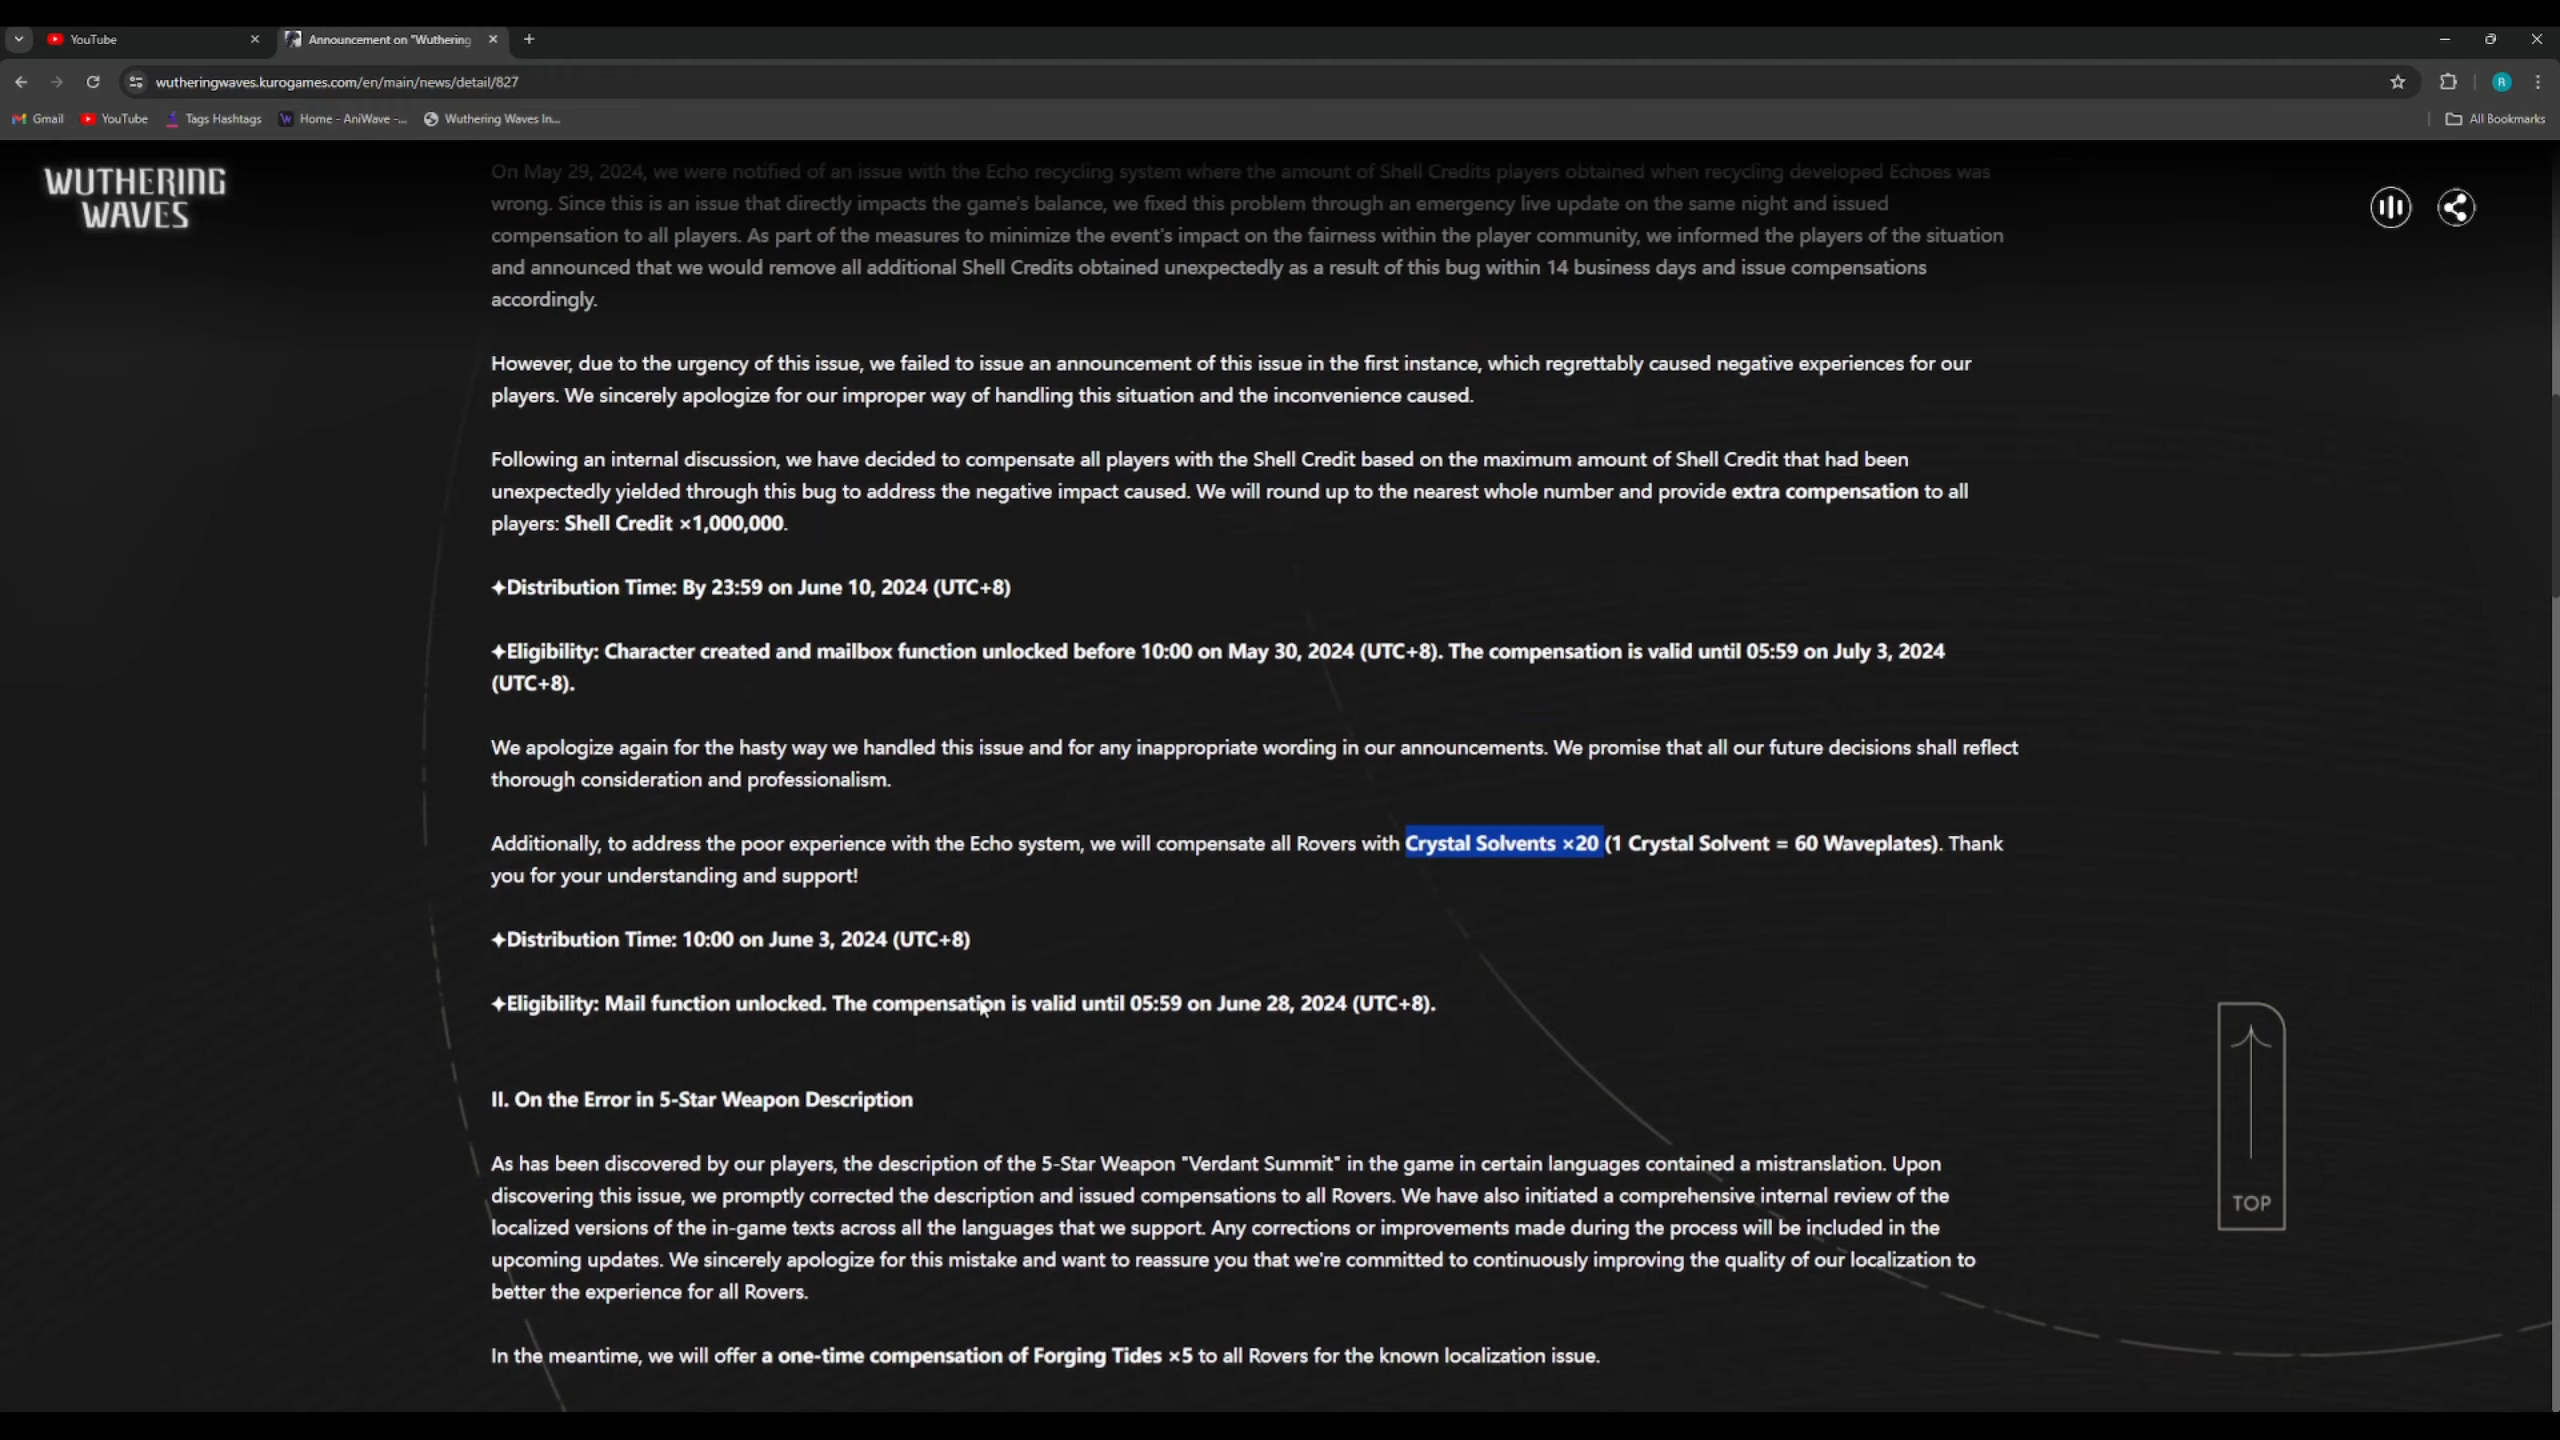 YouTube
Announcement on "Wuthering
wutheringwaves.kurogames.com/en/main/news/detail/827
R
Gmail
YouTube
Tags Hashtags
Home - AniWave -...
Wuthering Waves In...
All Bookmarks
WUTHERING
WAVES
On May 29, 2024, we were notified of an issue with the Echo recycling system where the amount of Shell Credits players obtained when recycling developed Echoes was
wrong. Since this is an issue that directly impacts the game's balance, we fixed this problem through an emergency live update on the same night and issued
compensation to all players. As part of the measures to minimize the event's impact on the fairness within the player community, we informed the players of the situation
and announced that we would remove all additional Shell Credits obtained unexpectedly as a result of this bug within 14 business days and issue compensations
accordingly.
However, due to the urgency of this issue, we failed to issue an announcement of this issue in the first instance, which regrettably caused negative experiences for our
players. We sincerely apologize for our improper way of handling this situation and the inconvenience caused.
Following an internal discussion, we have decided to compensate all players with the Shell Credit based on the maximum amount of Shell Credit that had been
unexpectedly yielded through this bug to address the negative impact caused. We will round up to the nearest whole number and provide extra compensation to all
players: Shell Credit ×1,000,000.
✦Distribution Time: By 23:59 on June 10, 2024 (UTC+8)
✦Eligibility: Character created and mailbox function unlocked before 10:00 on May 30, 2024 (UTC+8). The compensation is valid until 05:59 on July 3, 2024
(UTC+8).
We apologize again for the hasty way we handled this issue and for any inappropriate wording in our announcements. We promise that all our future decisions shall reflect
thorough consideration and professionalism.
Additionally, to address the poor experience with the Echo system, we will compensate all Rovers with Crystal Solvents ×20 (1 Crystal Solvent = 60 Waveplates). Thank
you for your understanding and support!
✦Distribution Time: 10:00 on June 3, 2024 (UTC+8)
✦Eligibility: Mail function unlocked. The compensation is valid until 05:59 on June 28, 2024 (UTC+8).
II. On the Error in 5-Star Weapon Description
As has been discovered by our players, the description of the 5-Star Weapon "Verdant Summit" in the game in certain languages contained a mistranslation. Upon
discovering this issue, we promptly corrected the description and issued compensations to all Rovers. We have also initiated a comprehensive internal review of the
localized versions of the in-game texts across all the languages that we support. Any corrections or improvements made during the process will be included in the
upcoming updates. We sincerely apologize for this mistake and want to reassure you that we're committed to continuously improving the quality of our localization to
better the experience for all Rovers.
In the meantime, we will offer a one-time compensation of Forging Tides ×5 to all Rovers for the known localization issue.
TOP